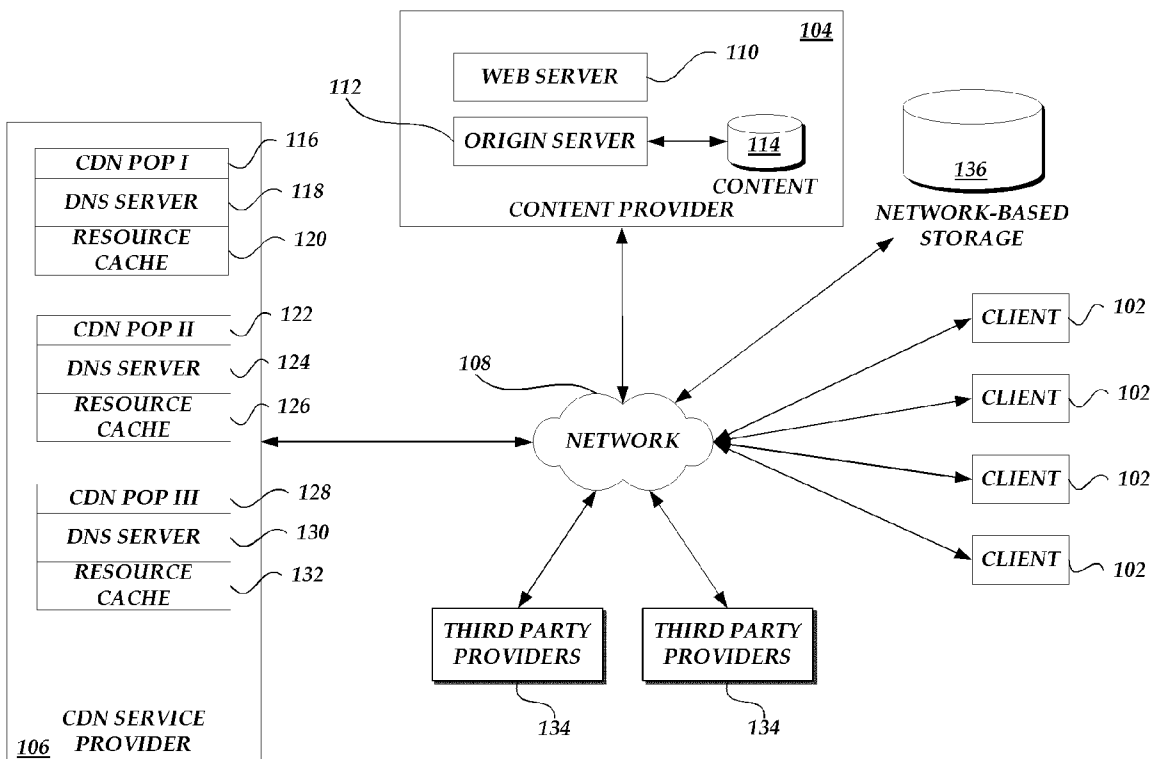 104
110
WEB SERVER
112
ORIGIN SERVER
114
CONTENT
CONTENT PROVIDER
136
NETWORK-BASED
STORAGE
CDN POP I
116
DNS SERVER
118
RESOURCE
CACHE
120
CDN POP II
122
DNS SERVER
124
RESOURCE
CACHE
126
CDN POP III
128
DNS SERVER
130
RESOURCE
CACHE
132
CDN SERVICE
PROVIDER
106
108
NETWORK
CLIENT
102
CLIENT
102
CLIENT
102
CLIENT
102
THIRD PARTY
PROVIDERS
134
THIRD PARTY
PROVIDERS
134